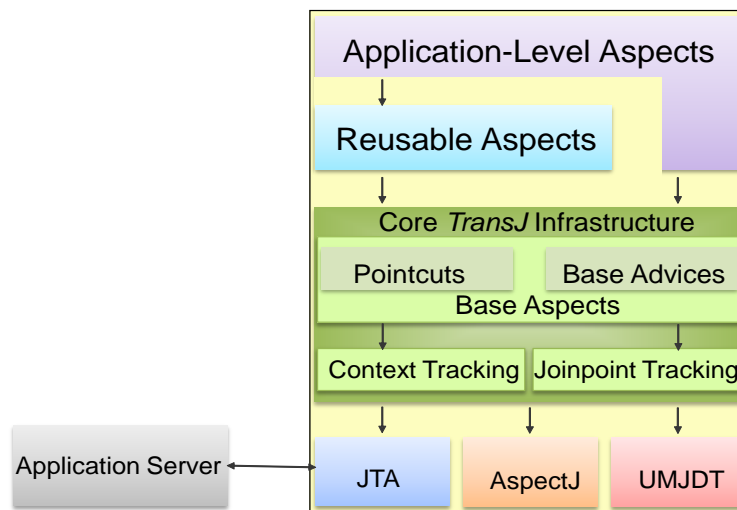 Application-Level Aspects
Reusable Aspects
Core TransJ Infrastructure
Pointcuts
Base Advices
Base Aspects
Context Tracking
Joinpoint Tracking
Application Server
JTA
AspectJ
UMJDT